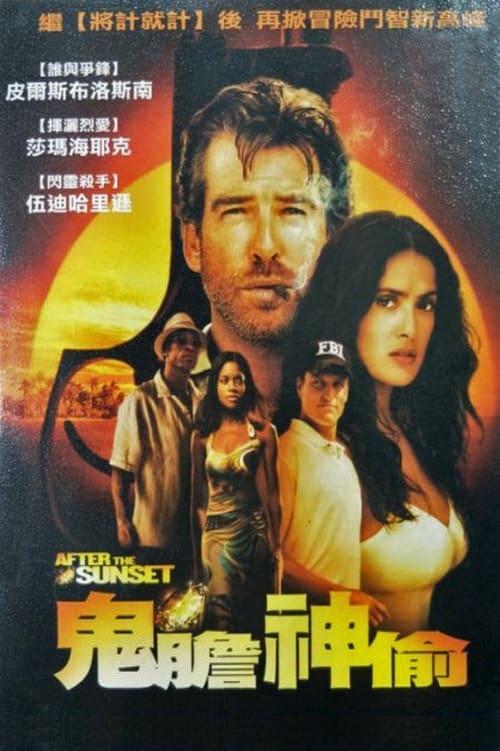 繼【將計就計】後 再掀冒險鬥智新高峰
【誰與爭鋒】
皮爾斯布洛斯南
【揮灑烈愛】
莎瑪海耶克
【閃靈殺手】
伍迪哈里遜
FBI
AFTER THE
SUNSET
鬼膽神偷